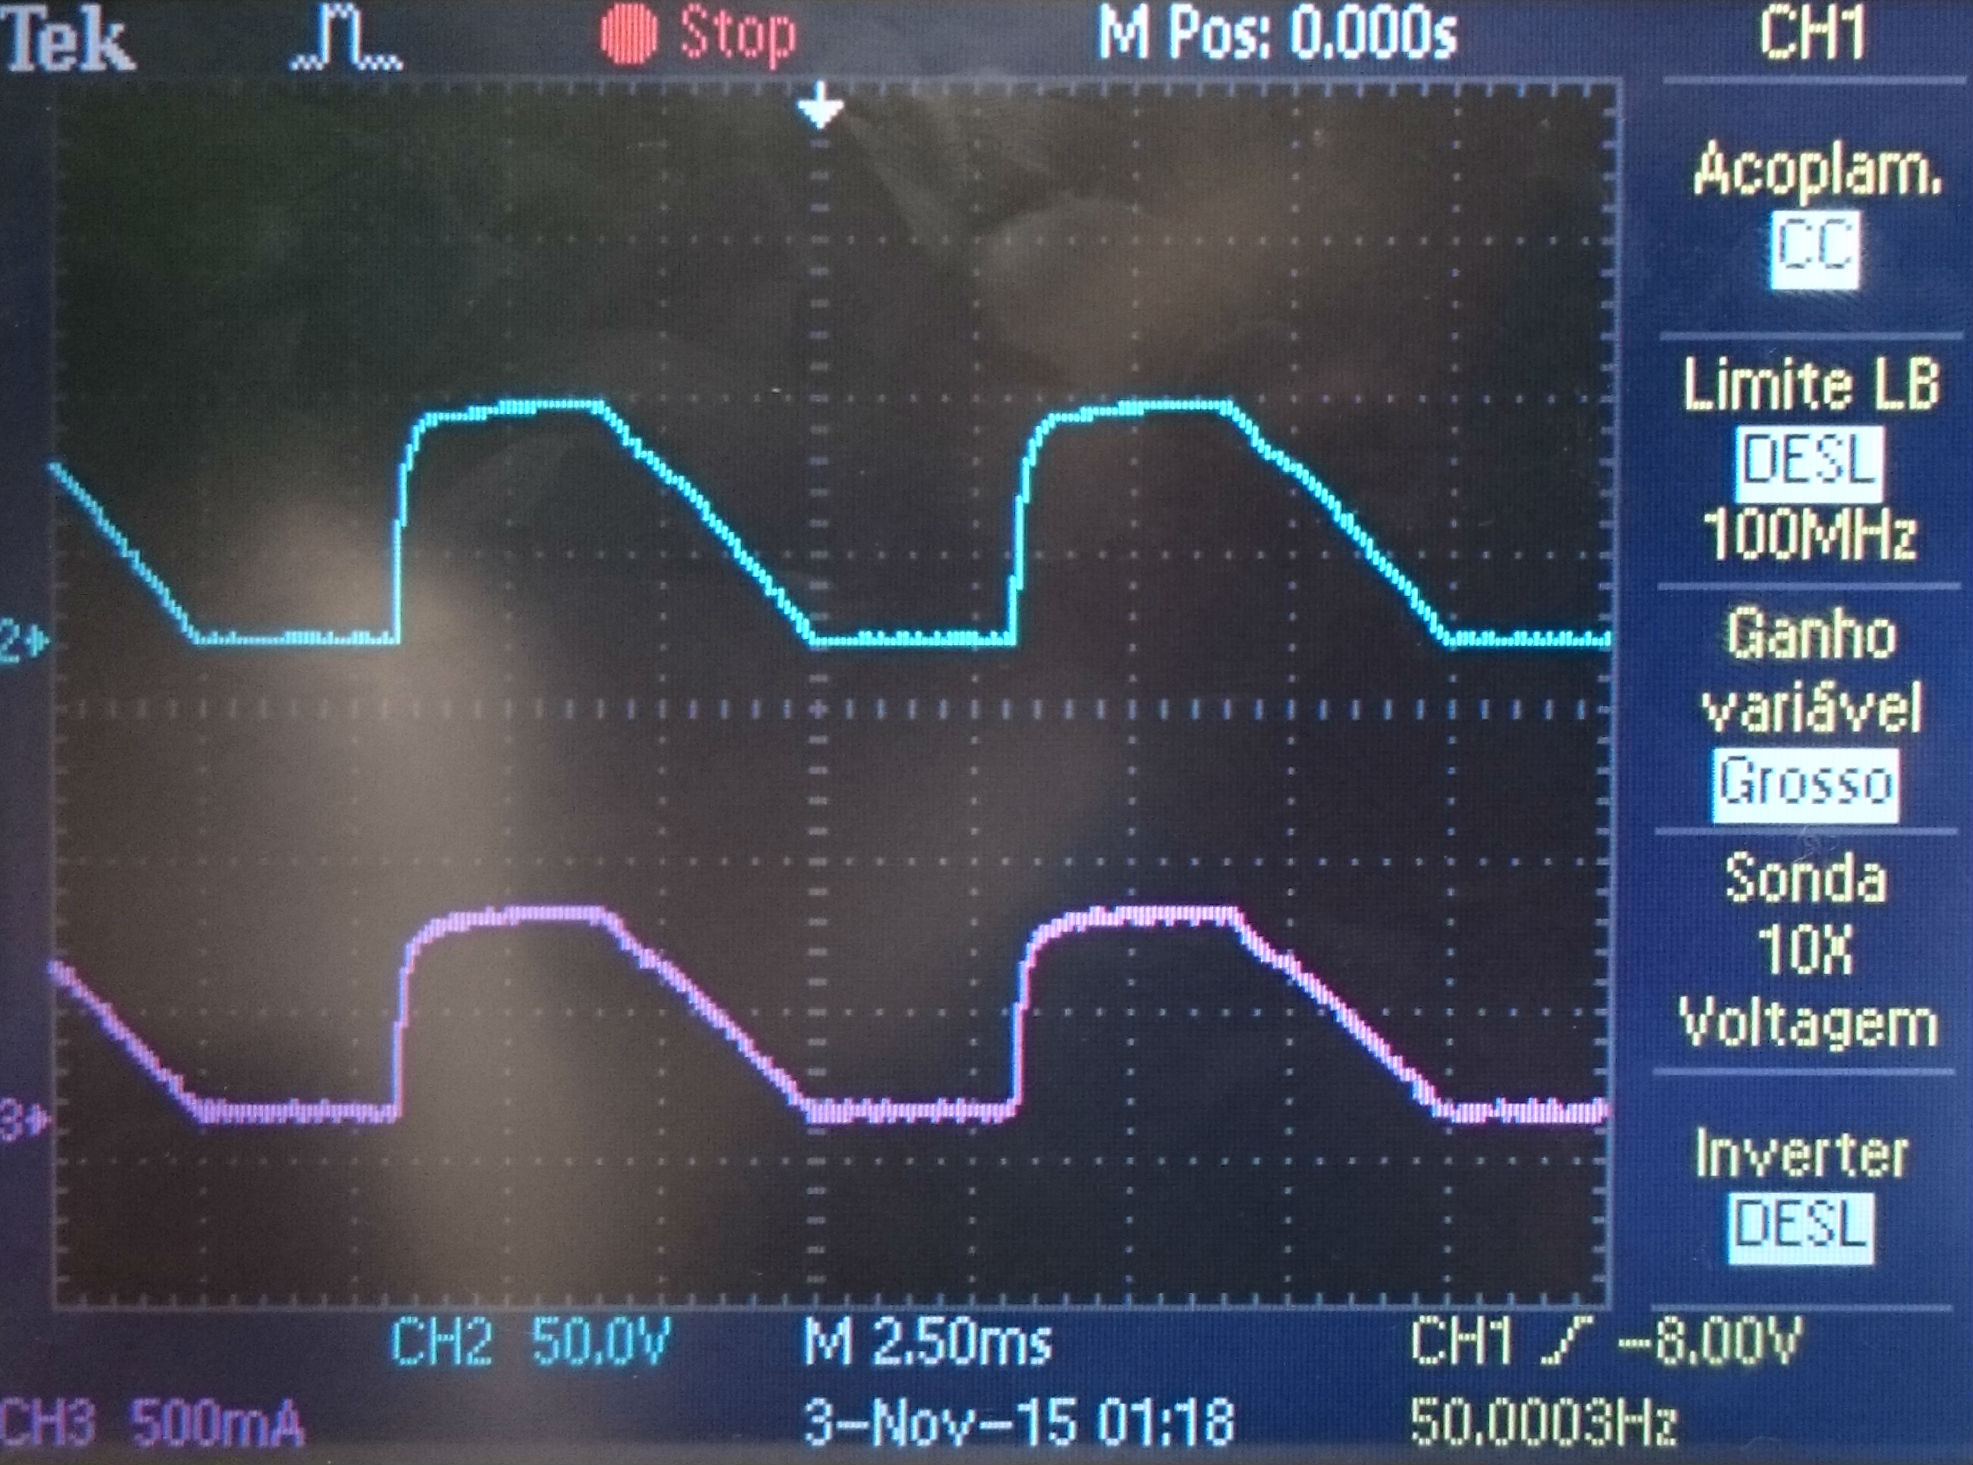 Tek Stop M Pos: 0.000s CH1
Acoplam.
CC
Limite LB
DESL
100MHz
Ganho
variável
Grosso
Sonda
10X
Voltagem
Inverter
DESL
2
3
CH2 50.0V M 2.50ms CH1 -8.00V
CH3 500mA 3-Nov-15 01:18 50.0003Hz